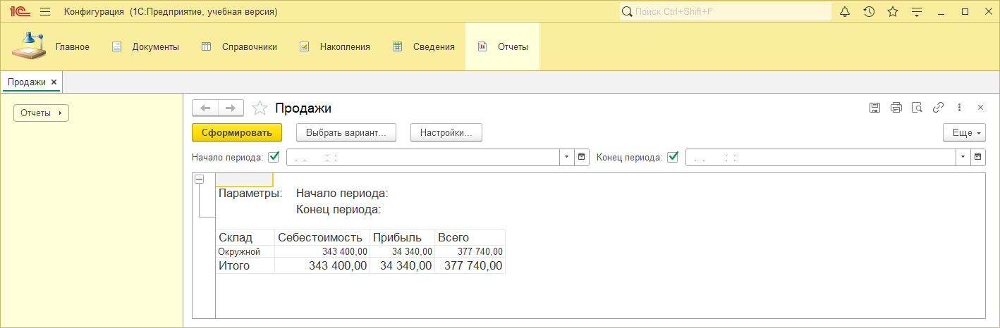 1С Конфигурация (1С:Предприятие, учебная версия) Поиск Ctrl+Shift+F
Главное Документы Справочники Накопления Сведения Отчеты
Продажи ×
Отчеты
Продажи
Сформировать Выбрать вариант... Настройки... Еще
Начало периода: . . : : Конец периода: . . : :
Параметры: Начало периода:
Конец периода:
Склад Себестоимость Прибыль Всего
Окружной 343 400,00 34 340,00 377 740,00
Итого 343 400,00 34 340,00 377 740,00